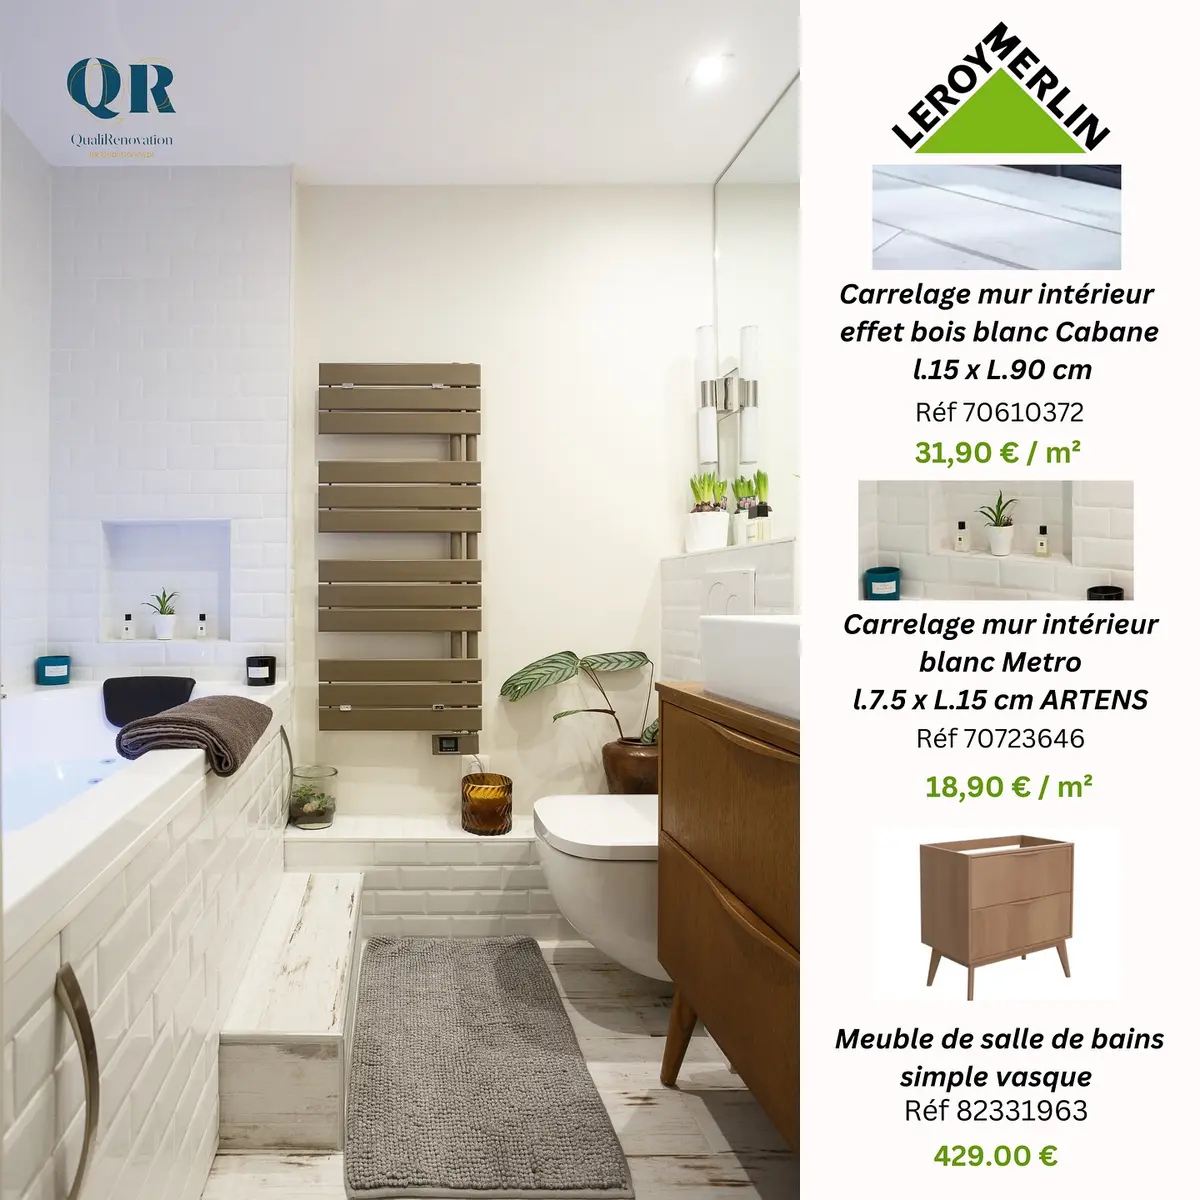 QR
QualiRenovation
LEROY MERLIN
Carrelage mur intérieur
effet bois blanc Cabane
l.15 x L.90 cm
Réf 70610372
31,90 € / m²
Carrelage mur intérieur
blanc Metro
l.7.5 x L.15 cm ARTENS
Réf 70723646
18,90 € / m²
Meuble de salle de bains
simple vasque
Réf 82331963
429.00 €